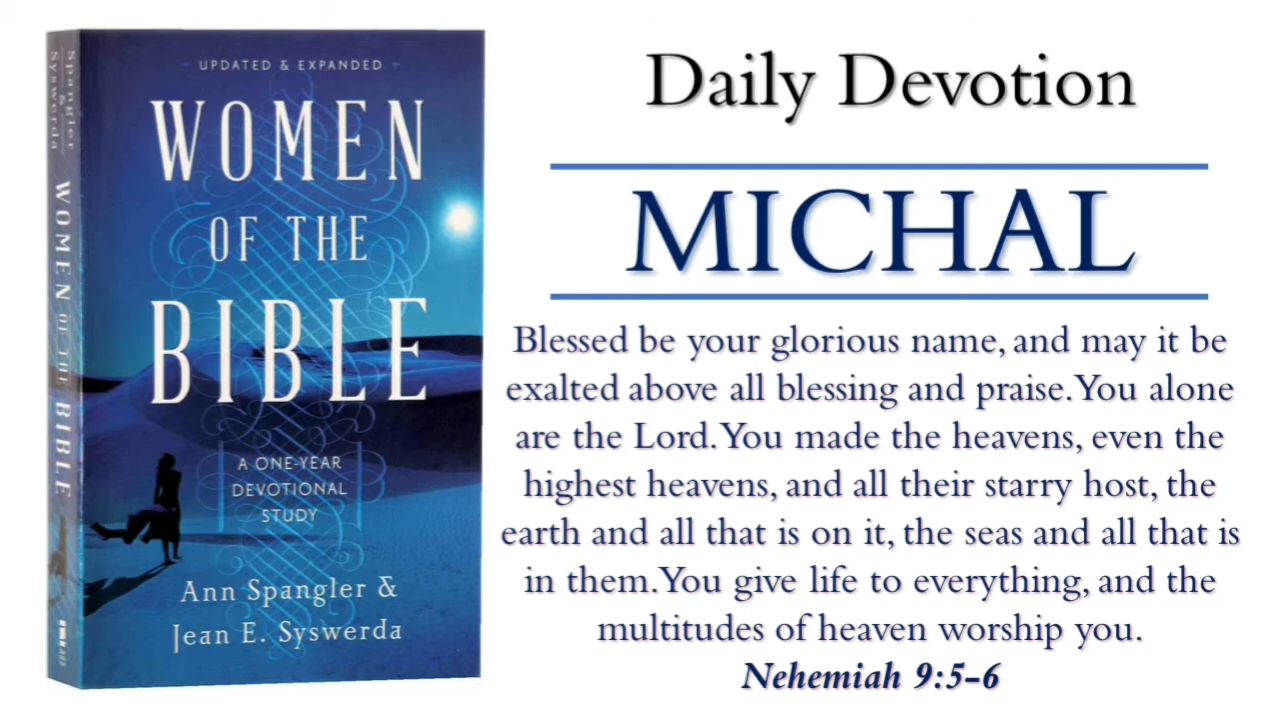 Spangler
&
Syswerda
WOMEN OF THE BIBLE
UPDATED & EXPANDED
WOMEN
OF THE
BIBLE
A ONE-YEAR
DEVOTIONAL
STUDY
Ann Spangler &
Jean E. Syswerda
Daily Devotion
MICHAL
Blessed be your glorious name, and may it be
exalted above all blessing and praise. You alone
are the Lord. You made the heavens, even the
highest heavens, and all their starry host, the
earth and all that is on it, the seas and all that is
in them. You give life to everything, and the
multitudes of heaven worship you.
Nehemiah 9:5-6